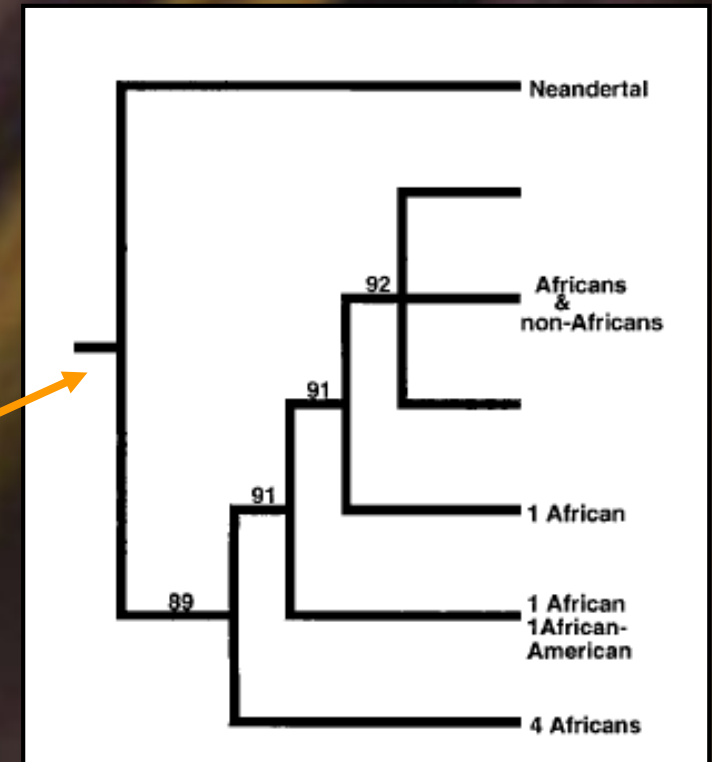 Neandertal
92
Africans
&
non-Africans
91
91
1 African
89
1 African
1African-
American
4 Africans